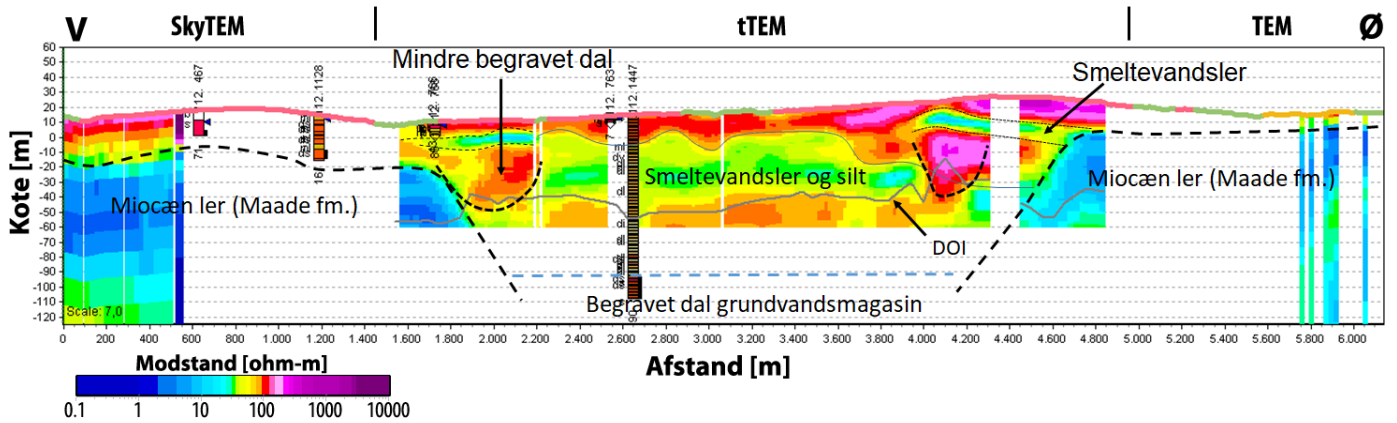 V SkyTEM tTEM TEM Ø
Mindre begravet dal
Smeltevandsler
112. 467
112. 1128
112. 763
112. 1447
Kote [m]
60
50
40
30
20
10
0
-10
-20
-30
-40
-50
-60
-70
-80
-90
-100
-110
-120
Smeltevandsler og silt
Miocæn ler (Maade fm.)
Miocæn ler (Maade fm.)
DOI
Begravet dal grundvandsmagasin
Scale: 7,0
0 200 400 600 800 1.000 1.200 1.400 1.600 1.800 2.000 2.200 2.400 2.600 2.800 3.000 3.200 3.400 3.600 3.800 4.000 4.200 4.400 4.600 4.800 5.000 5.200 5.400 5.600 5.800 6.000
Afstand [m]
Modstand [ohm-m]
0.1 1 10 100 1000 10000